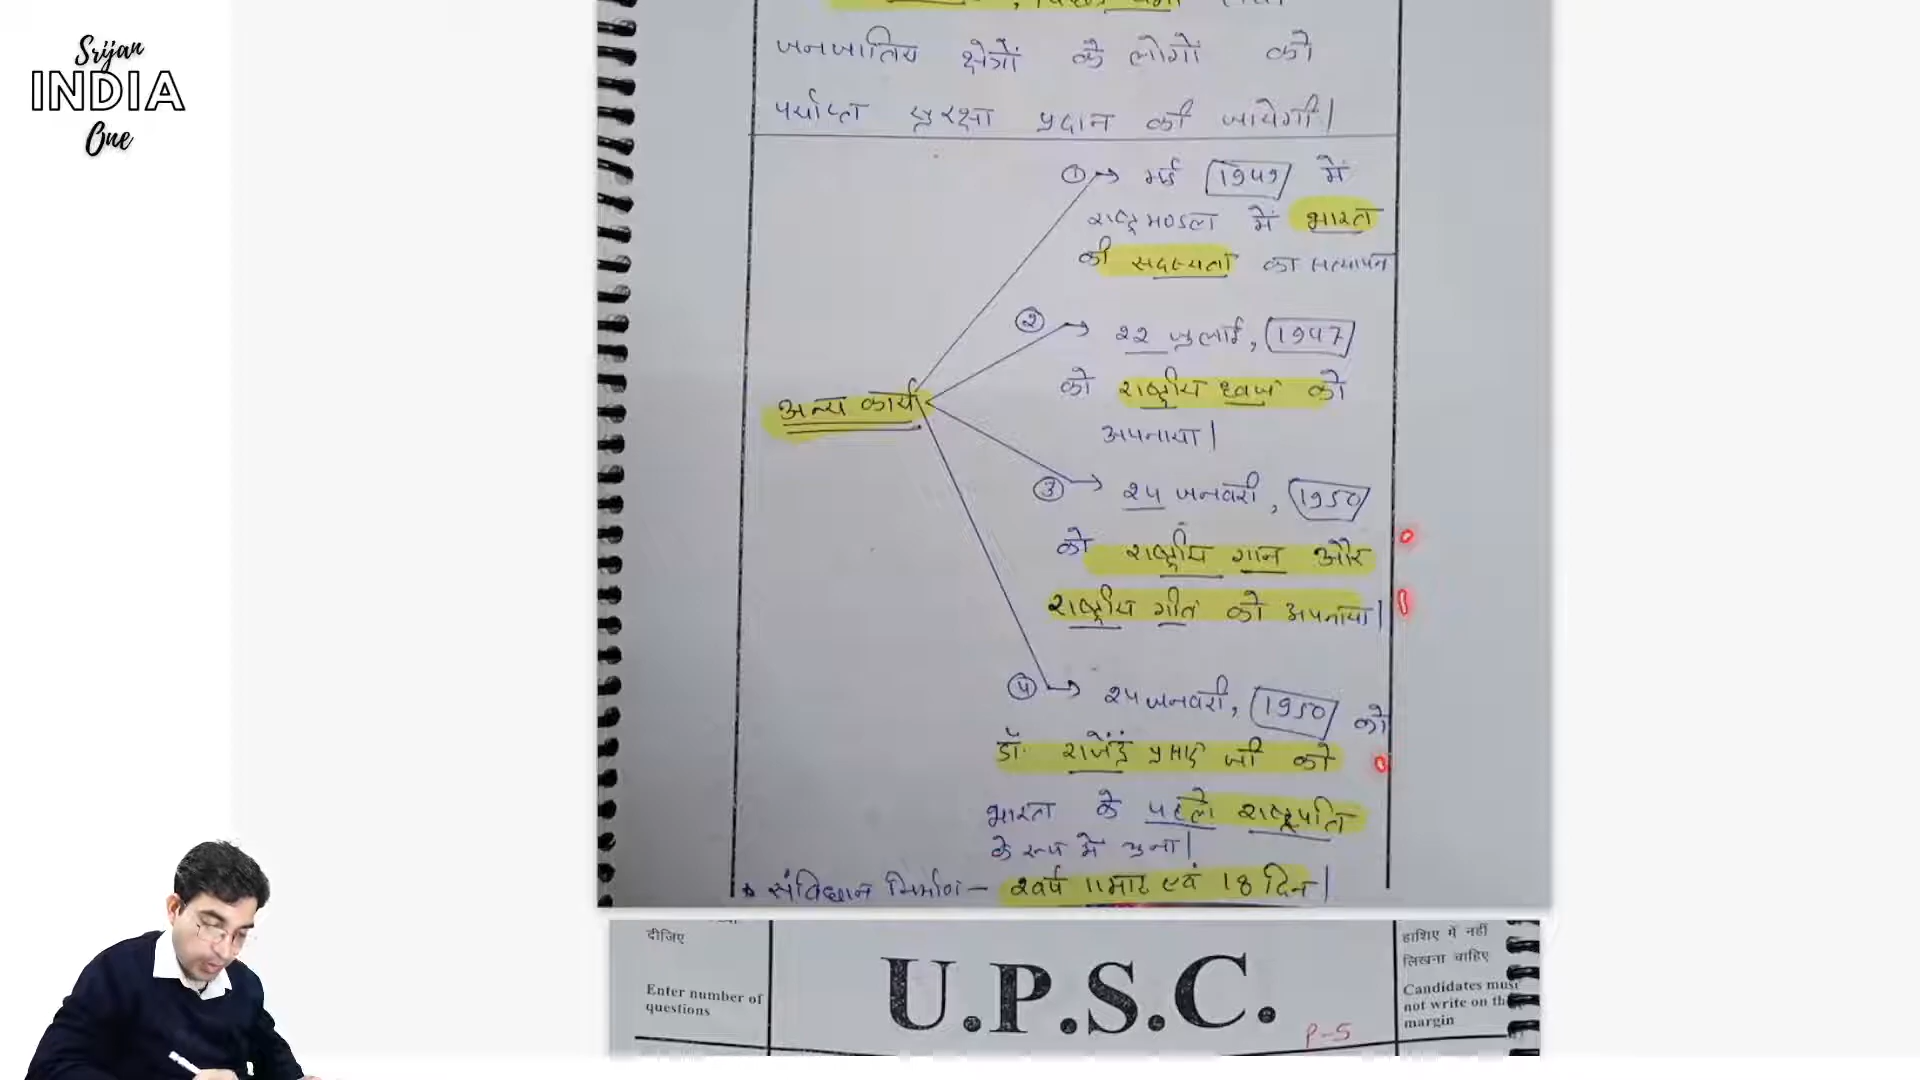 Srijan
INDIA
One
जनजातिय क्षेत्रों के लोगों को
पर्याप्त सुरक्षा प्रदान की जायेगी|
① → मई 1949 में
राष्ट्रमण्डल में भारत
की सदस्यता का सत्यापन
अन्य कार्य
② → 22 जुलाई, 1947
को राष्ट्रीय ध्वज को
अपनाया|
③ → 24 जनवरी, 1950
को राष्ट्रीय गान और
राष्ट्रीय गीत को अपनाया|
④ → 24 जनवरी, 1950 को
डॉ. राजेंद्र प्रसाद जी को
भारत के पहले राष्ट्रपति
के रूप में चुना|
संविधान निर्माण – 2 वर्ष 11 माह एवं 18 दिन|
दीजिए
Enter number of
questions
U.P.S.C.
P-5
हाशिए में नहीं
लिखना चाहिए
Candidates must
not write on
margin